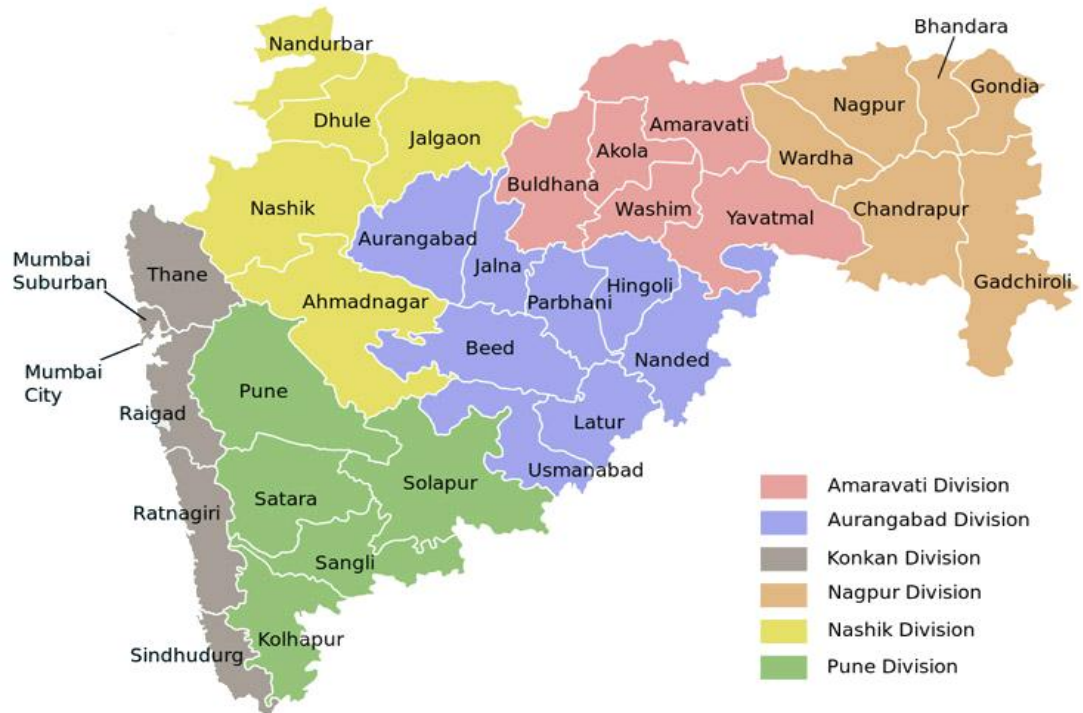 Nandurbar
Bhandara
Gondia
Nagpur
Dhule
Jalgaon
Amaravati
Akola
Wardha
Buldhana
Nashik
Washim
Yavatmal
Chandrapur
Aurangabad
Mumbai
Suburban
Thane
Jalna
Hingoli
Gadchiroli
Ahmadnagar
Parbhani
Beed
Nanded
Mumbai
City
Pune
Raigad
Latur
Usmanabad
Solapur
Satara
Ratnagiri
Sangli
Kolhapur
Sindhudurg
Amaravati Division
Aurangabad Division
Konkan Division
Nagpur Division
Nashik Division
Pune Division